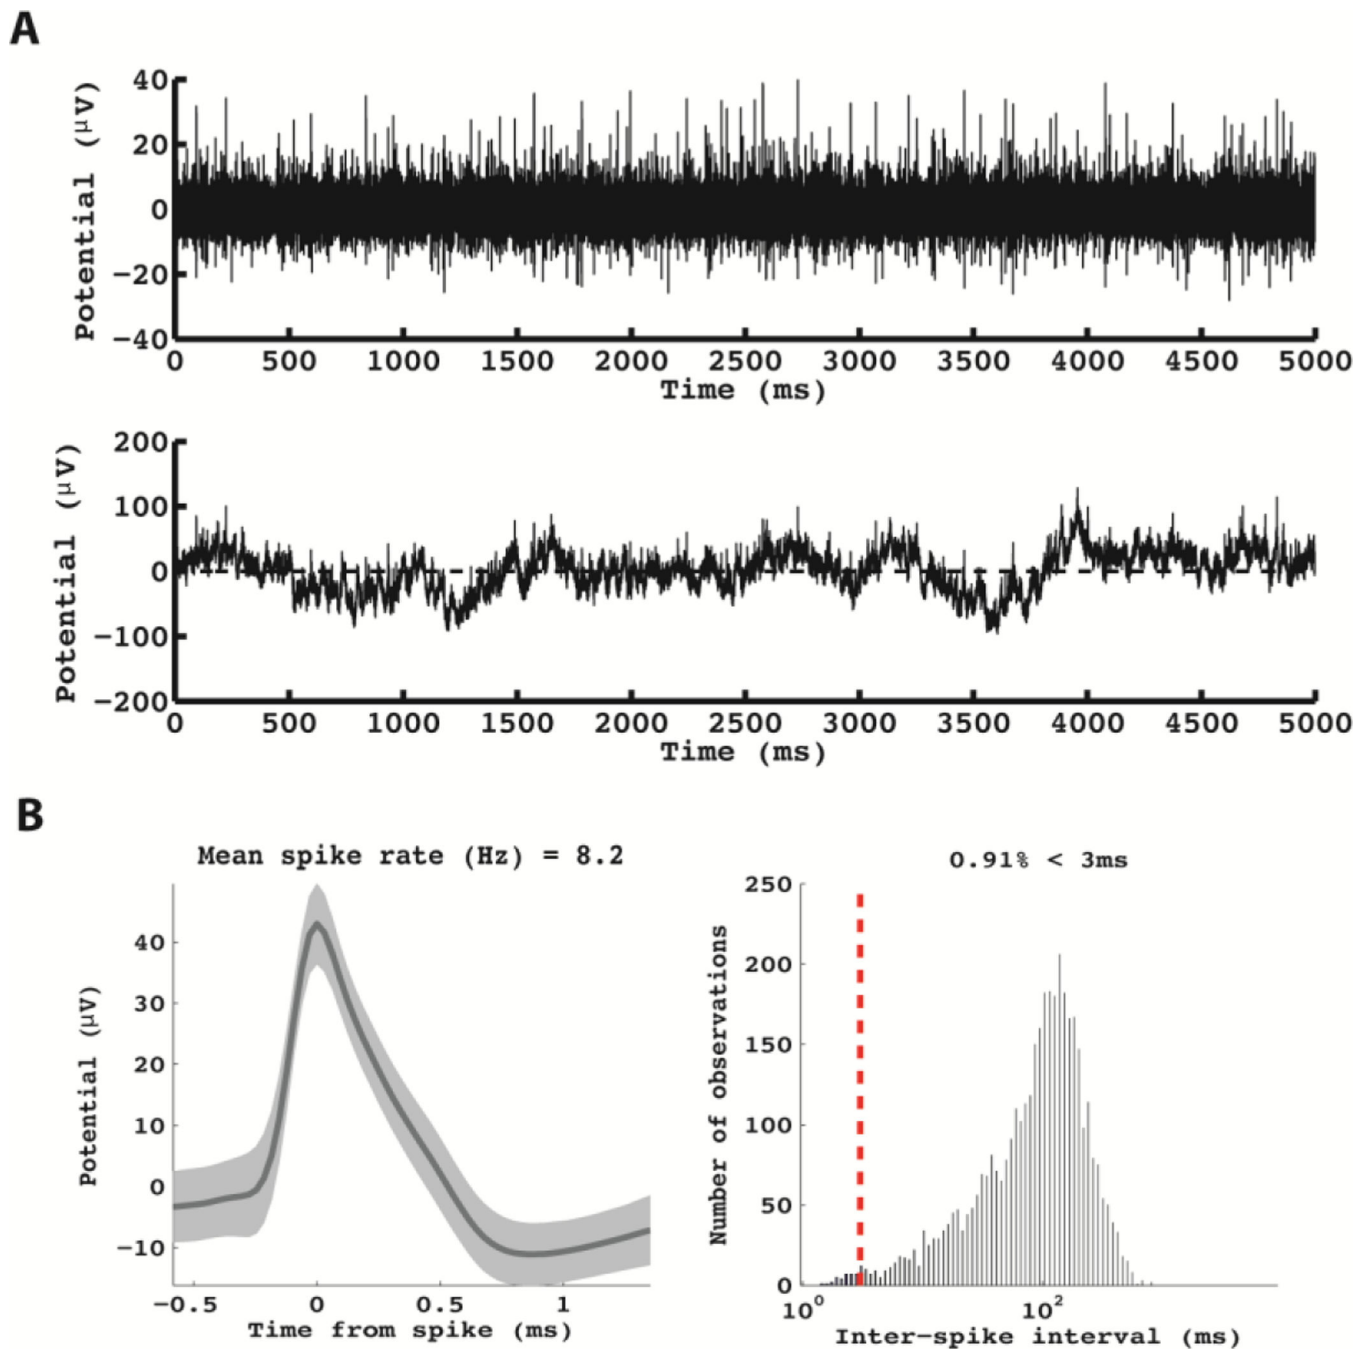 A
Potential (μV)
40
20
0
−20
−40
0 500 1000 1500 2000 2500 3000 3500 4000 4500 5000
Time (ms)
Potential (μV)
200
100
0
−100
−200
0 500 1000 1500 2000 2500 3000 3500 4000 4500 5000
Time (ms)
B
Mean spike rate (Hz) = 8.2
Potential (μV)
40
30
20
10
0
−10
−0.5 0 0.5 1
Time from spike (ms)
0.91% < 3ms
Number of observations
250
200
150
100
50
0
10⁰ 10²
Inter-spike interval (ms)